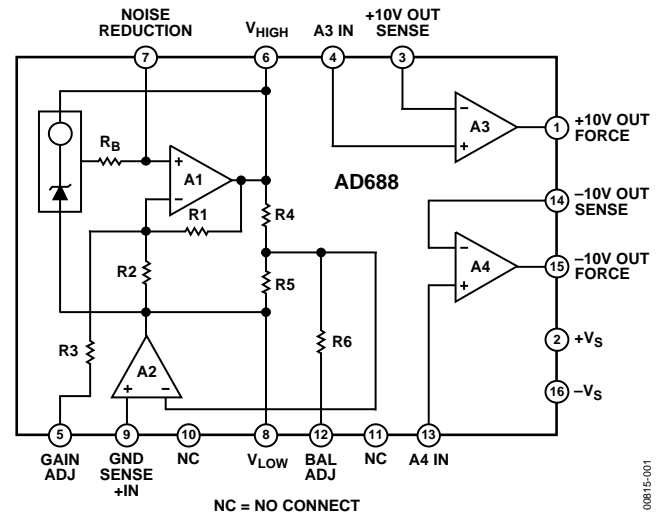 NOISE
REDUCTION
VHIGH
A3 IN
+10V OUT
SENSE
7
6
4
3
RB
A1
R1
R4
R2
R5
R3
R6
A2
AD688
A3
1
+10V OUT
FORCE
14
–10V OUT
SENSE
A4
15
–10V OUT
FORCE
2
+VS
16
–VS
+
–
+
–
–
+
–
+
5
9
10
8
12
11
13
GAIN
ADJ
GND
SENSE
+IN
NC
VLOW
BAL
ADJ
NC
A4 IN
NC = NO CONNECT
00815-001